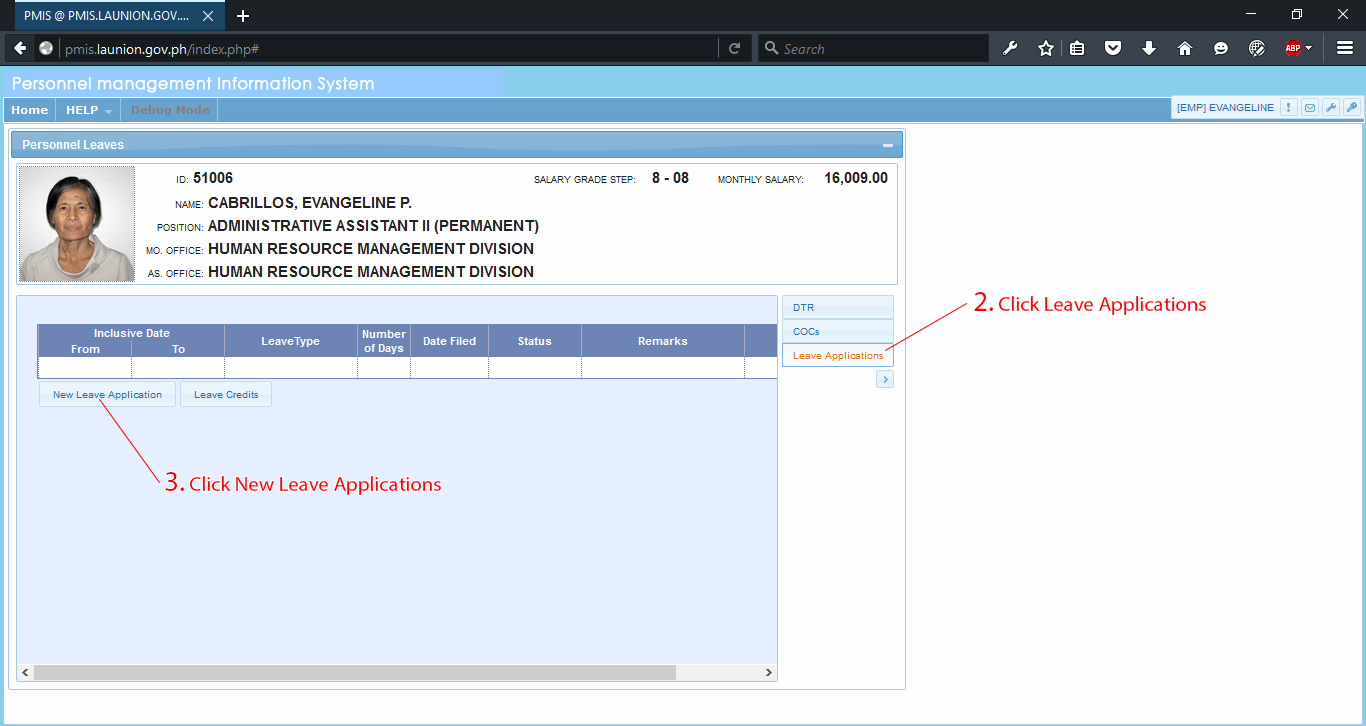 PMIS @ PMIS.LAUNION.GOV....
pmis.launion.gov.ph/index.php#
Search
ABP
Personnel management Information System
Home HELP Debug Mode
[EMP] EVANGELINE
Personnel Leaves
ID: 51006 SALARY GRADE STEP: 8 - 08 MONTHLY SALARY: 16,009.00
NAME: CABRILLOS, EVANGELINE P.
POSITION: ADMINISTRATIVE ASSISTANT II (PERMANENT)
MO. OFFICE: HUMAN RESOURCE MANAGEMENT DIVISION
AS. OFFICE: HUMAN RESOURCE MANAGEMENT DIVISION
DTR
COCs
Leave Applications
2. Click Leave Applications
Inclusive Date
From To
LeaveType
Number
of Days
Date Filed
Status
Remarks
New Leave Application Leave Credits
3. Click New Leave Applications